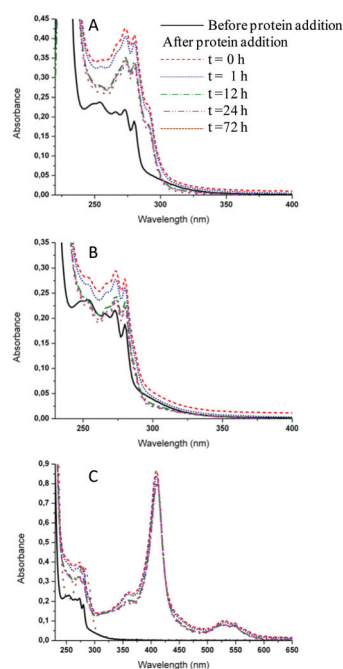 A
Before protein addition
After protein addition
t = 0 h
t = 1 h
t =12 h
t =24 h
t =72 h
Absorbance
0,45
0,40
0,35
0,30
0,25
0,20
0,15
0,10
0,05
0,00
250 300 350 400
Wavelength (nm)
B
Absorbance
0,35
0,30
0,25
0,20
0,15
0,10
0,05
0,00
250 300 350 400
Wavelength (nm)
C
Absorbance
0,9
0,8
0,7
0,6
0,5
0,4
0,3
0,2
0,1
0,0
250 300 350 400 450 500 550 600 650
Wavelength (nm)